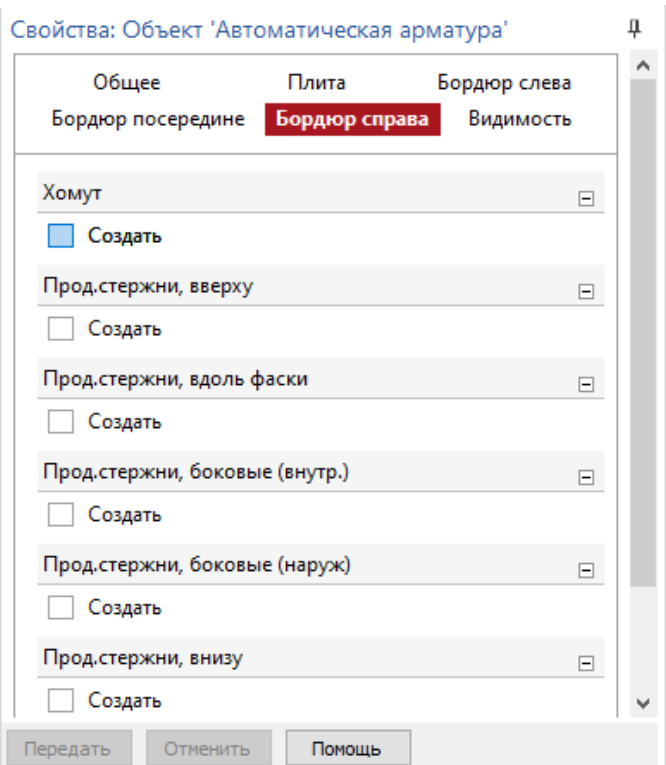 Свойства: Объект 'Автоматическая арматура'
Общее Плита Бордюр слева
Бордюр посередине Бордюр справа Видимость
Хомут
Создать
Прод.стержни, вверху
Создать
Прод.стержни, вдоль фаски
Создать
Прод.стержни, боковые (внутр.)
Создать
Прод.стержни, боковые (наруж)
Создать
Прод.стержни, внизу
Создать
Передать Отменить Помощь